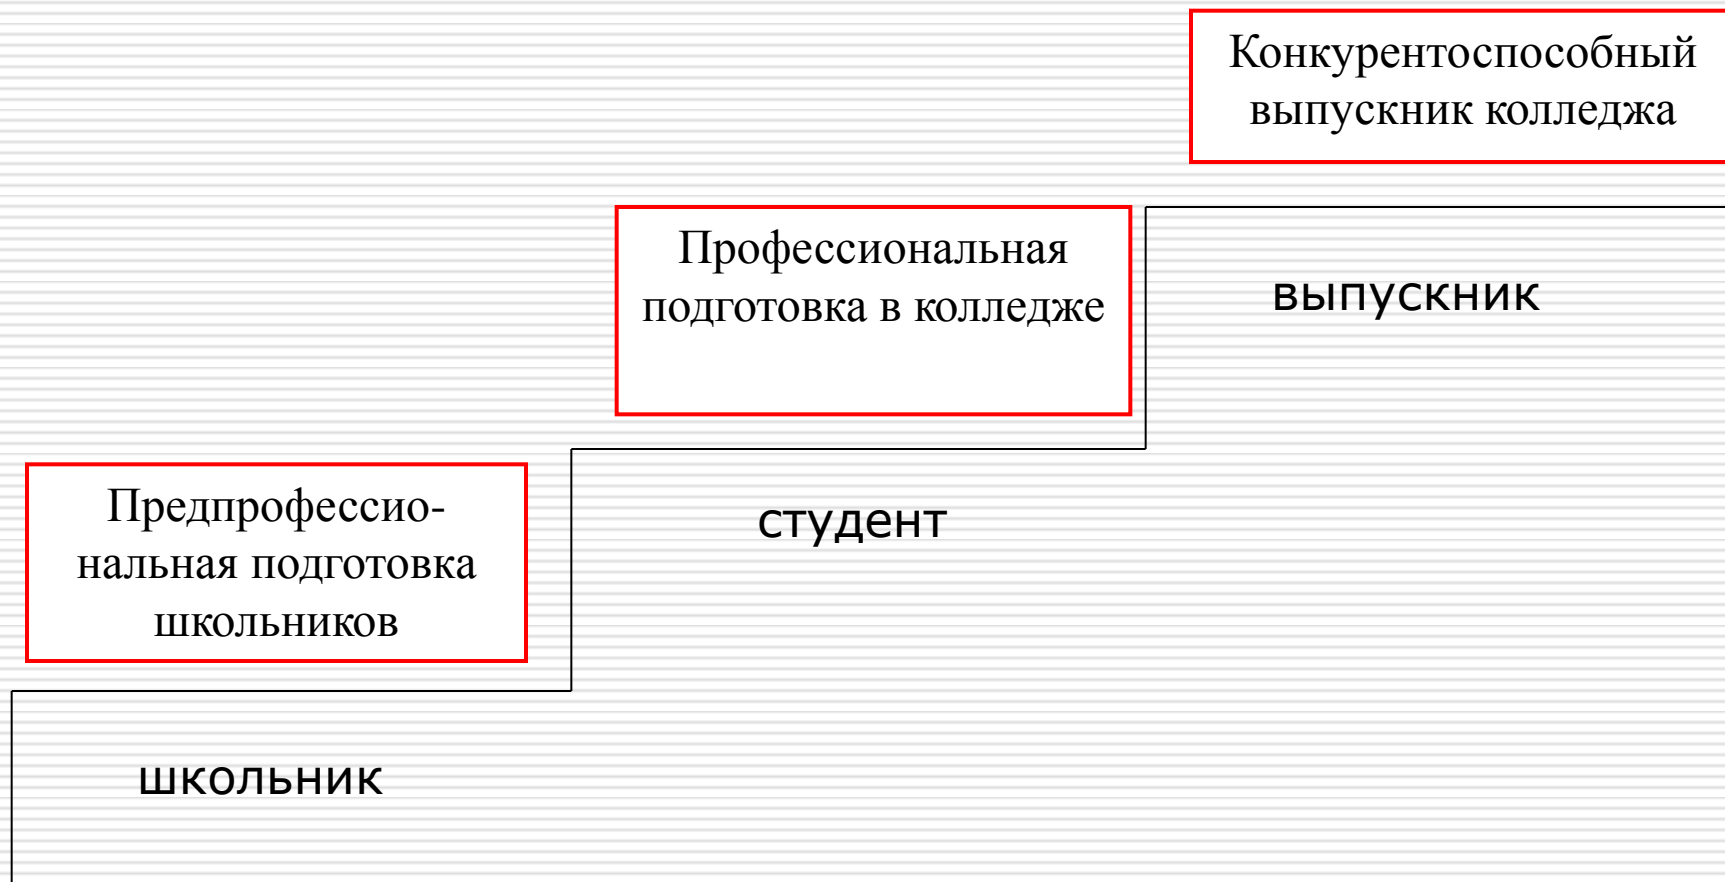 Конкурентоспособный
выпускник колледжа
Профессиональная
подготовка в колледже
выпускник
Предпрофессио-
нальная подготовка
школьников
студент
школьник